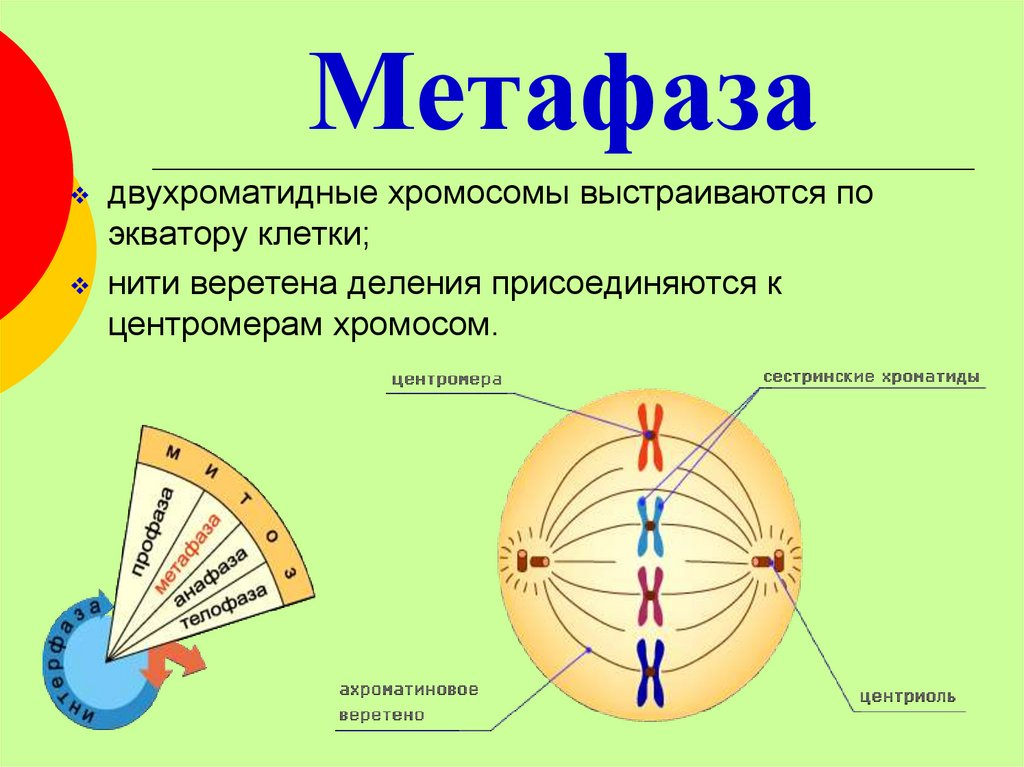 Метафаза
двухроматидные хромосомы выстраиваются по
экватору клетки;
нити веретена деления присоединяются к
центромерам хромосом.
центромера
сестринские хроматиды
митоз
профаза
метафаза
анафаза
телофаза
интерфаза
ахроматиновое
веретено
центриоль